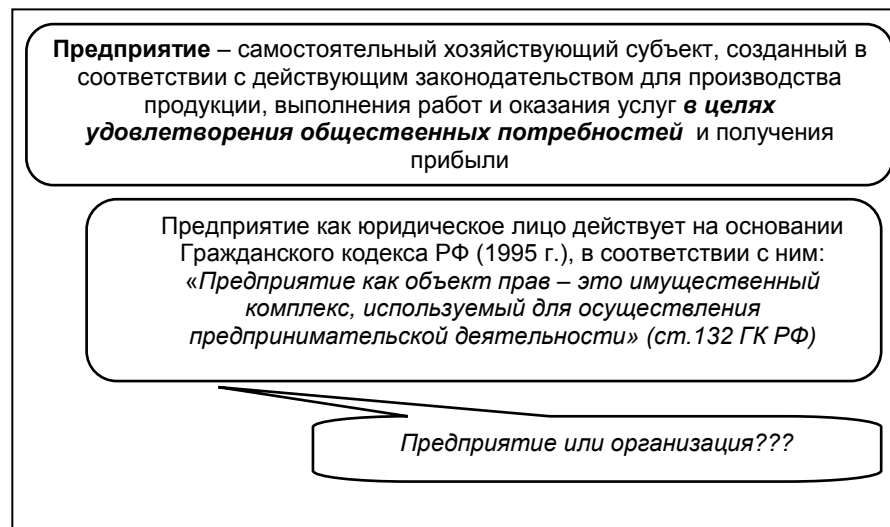 Предприятие – самостоятельный хозяйствующий субъект, созданный в
соответствии с действующим законодательством для производства
продукции, выполнения работ и оказания услуг в целях
удовлетворения общественных потребностей и получения
прибыли
Предприятие как юридическое лицо действует на основании
Гражданского кодекса РФ (1995 г.), в соответствии с ним:
«Предприятие как объект прав – это имущественный
комплекс, используемый для осуществления
предпринимательской деятельности» (ст.132 ГК РФ)
Предприятие или организация???